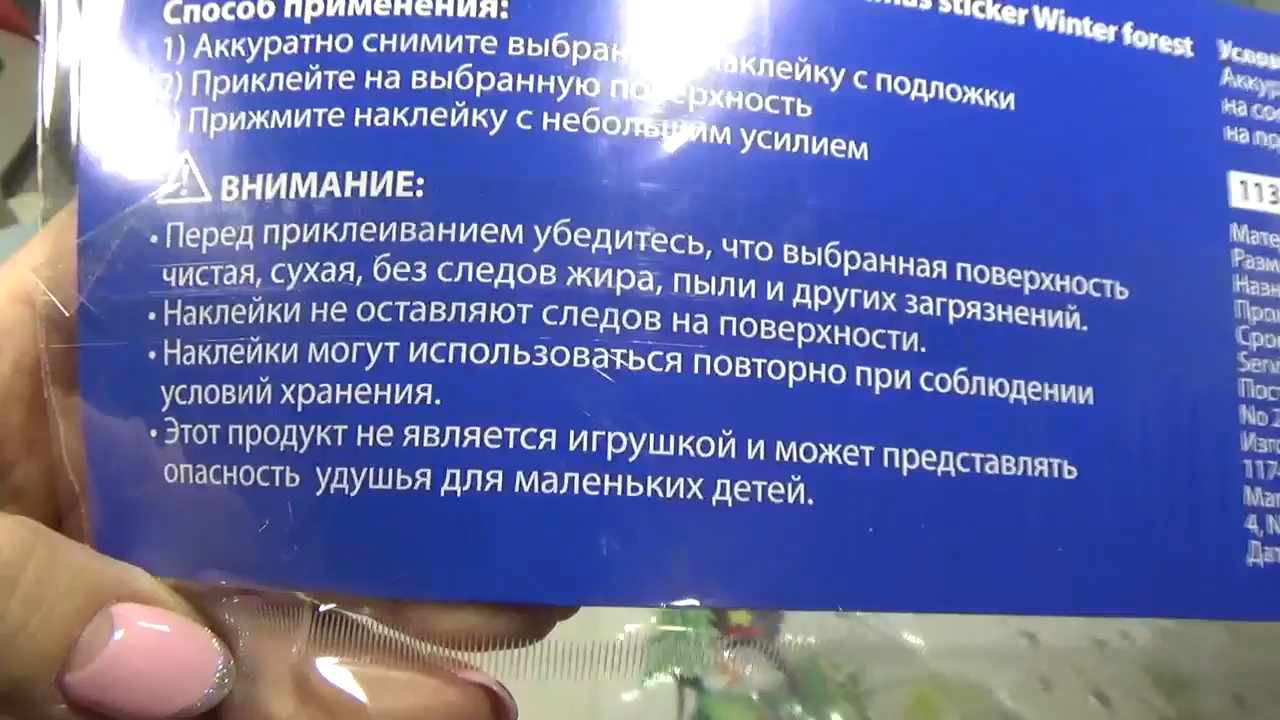 Способ применения:
sticker Winter forest
1) Аккуратно снимите наклейку с подложки
2) Приклейте на выбранную поверхность
Прижмите наклейку с небольшим усилием
ВНИМАНИЕ:
• Перед приклеиванием убедитесь, что выбранная поверхность
чистая, сухая, без следов жира, пыли и других загрязнений.
• Наклейки не оставляют следов на поверхности.
• Наклейки могут использоваться повторно при соблюдении
условий хранения.
• Этот продукт не является игрушкой и может представлять
опасность удушья для маленьких детей.
113